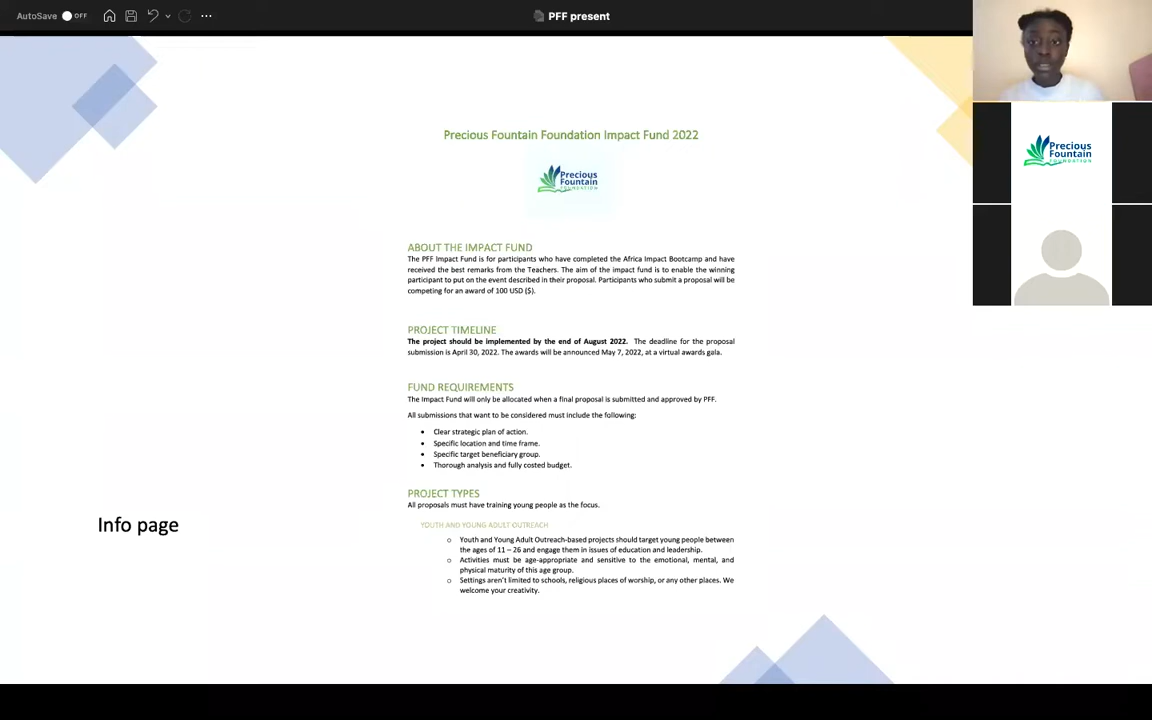 AutoSave OFF
PFF present
Precious Fountain Foundation Impact Fund 2022
Precious
Fountain
FOUNDATION
Precious
Fountain
FOUNDATION
ABOUT THE IMPACT FUND
The PFF Impact Fund is for participants who have completed the Africa Impact Bootcamp and have
received the best remarks from the Teachers. The aim of the impact fund is to enable the winning
participant to put on the event described in their proposal. Participants who submit a proposal will be
competing for an award of 100 USD ($).
PROJECT TIMELINE
The project should be implemented by the end of August 2022. The deadline for the proposal
submission is April 30, 2022. The awards will be announced May 7, 2022, at a virtual awards gala.
FUND REQUIREMENTS
The Impact Fund will only be allocated when a final proposal is submitted and approved by PFF.
All submissions that want to be considered must include the following:
• Clear strategic plan of action.
• Specific location and time frame.
• Specific target beneficiary group.
• Thorough analysis and fully costed budget.
PROJECT TYPES
All proposals must have training young people as the focus.
Info page
YOUTH AND YOUNG ADULT OUTREACH
o Youth and Young Adult Outreach-based projects should target young people between
the ages of 11 – 26 and engage them in issues of education and leadership.
o Activities must be age-appropriate and sensitive to the emotional, mental, and
physical maturity of this age group.
o Settings aren't limited to schools, religious places of worship, or any other places. We
welcome your creativity.